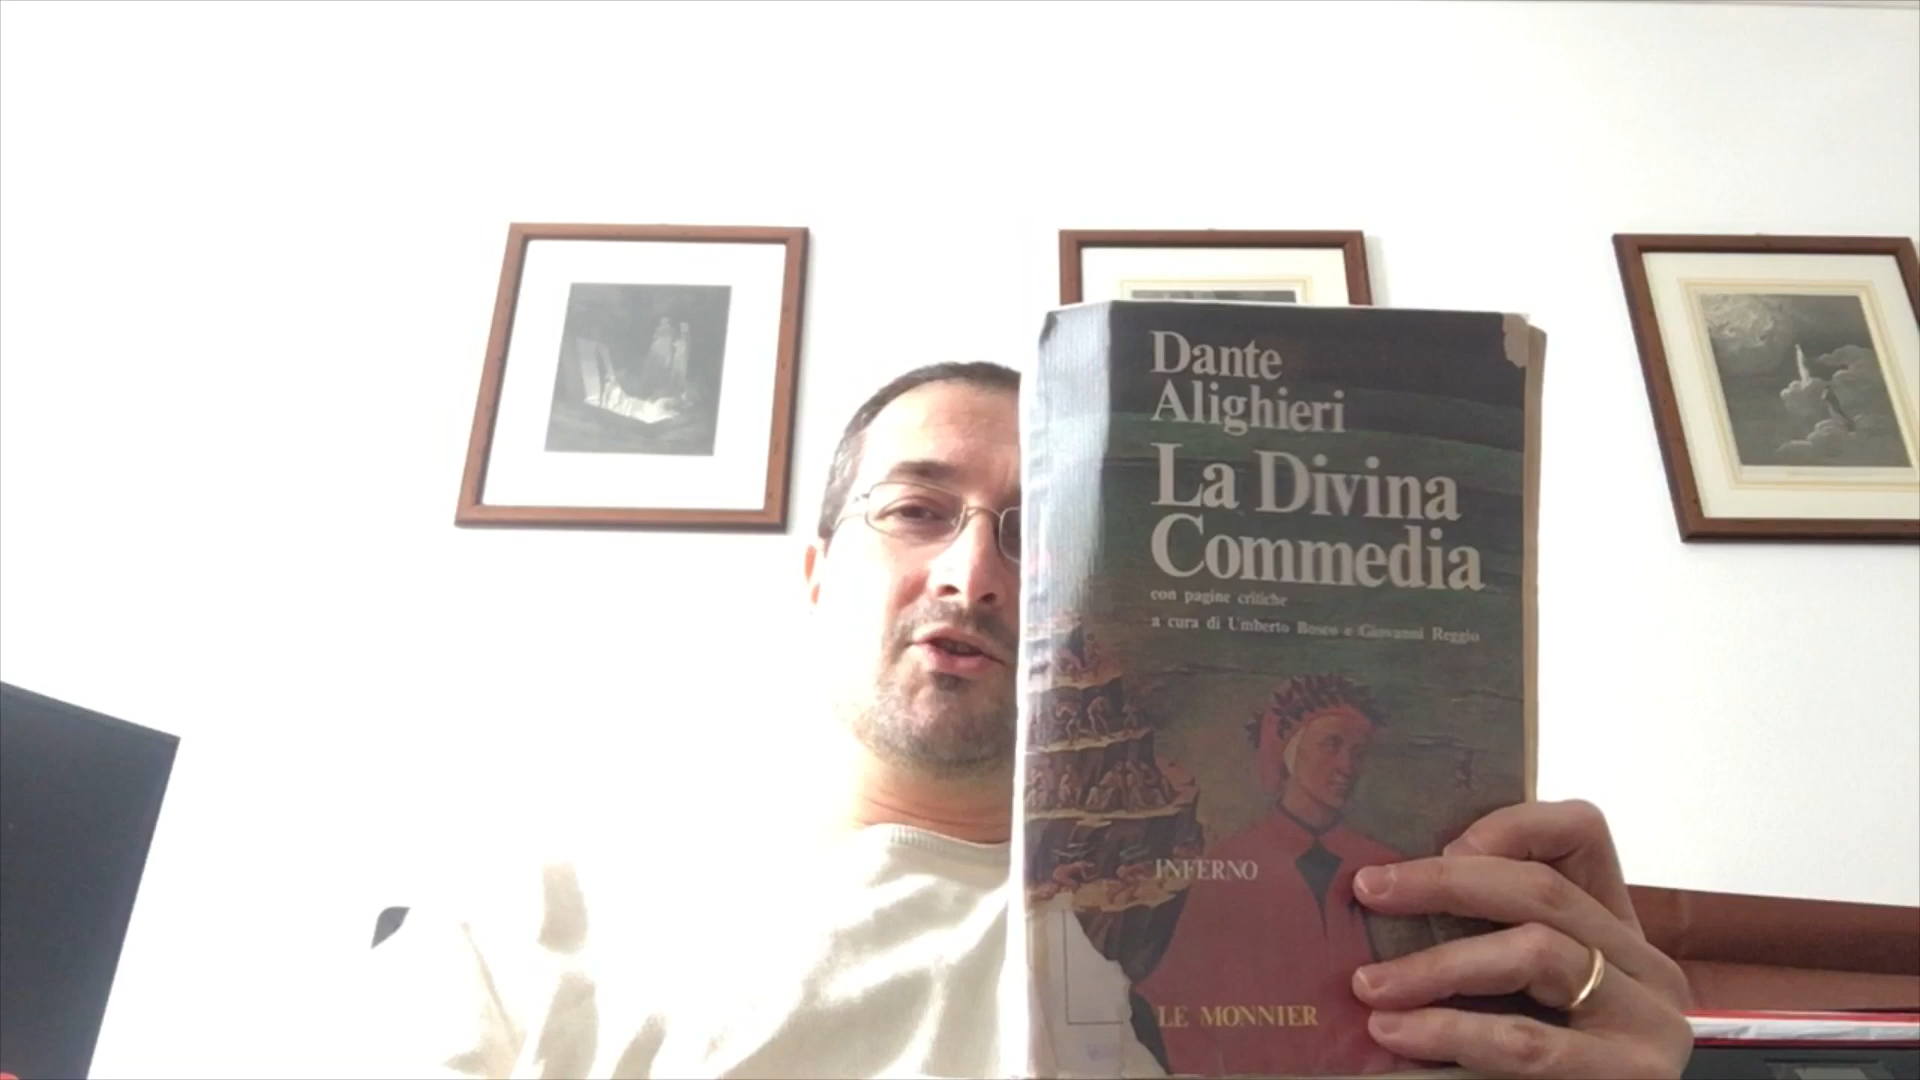 Dante
Alighieri
La Divina
Commedia
con pagine critiche
a cura di Umberto Bosco e Giovanni Reggio
INFERNO
LE MONNIER